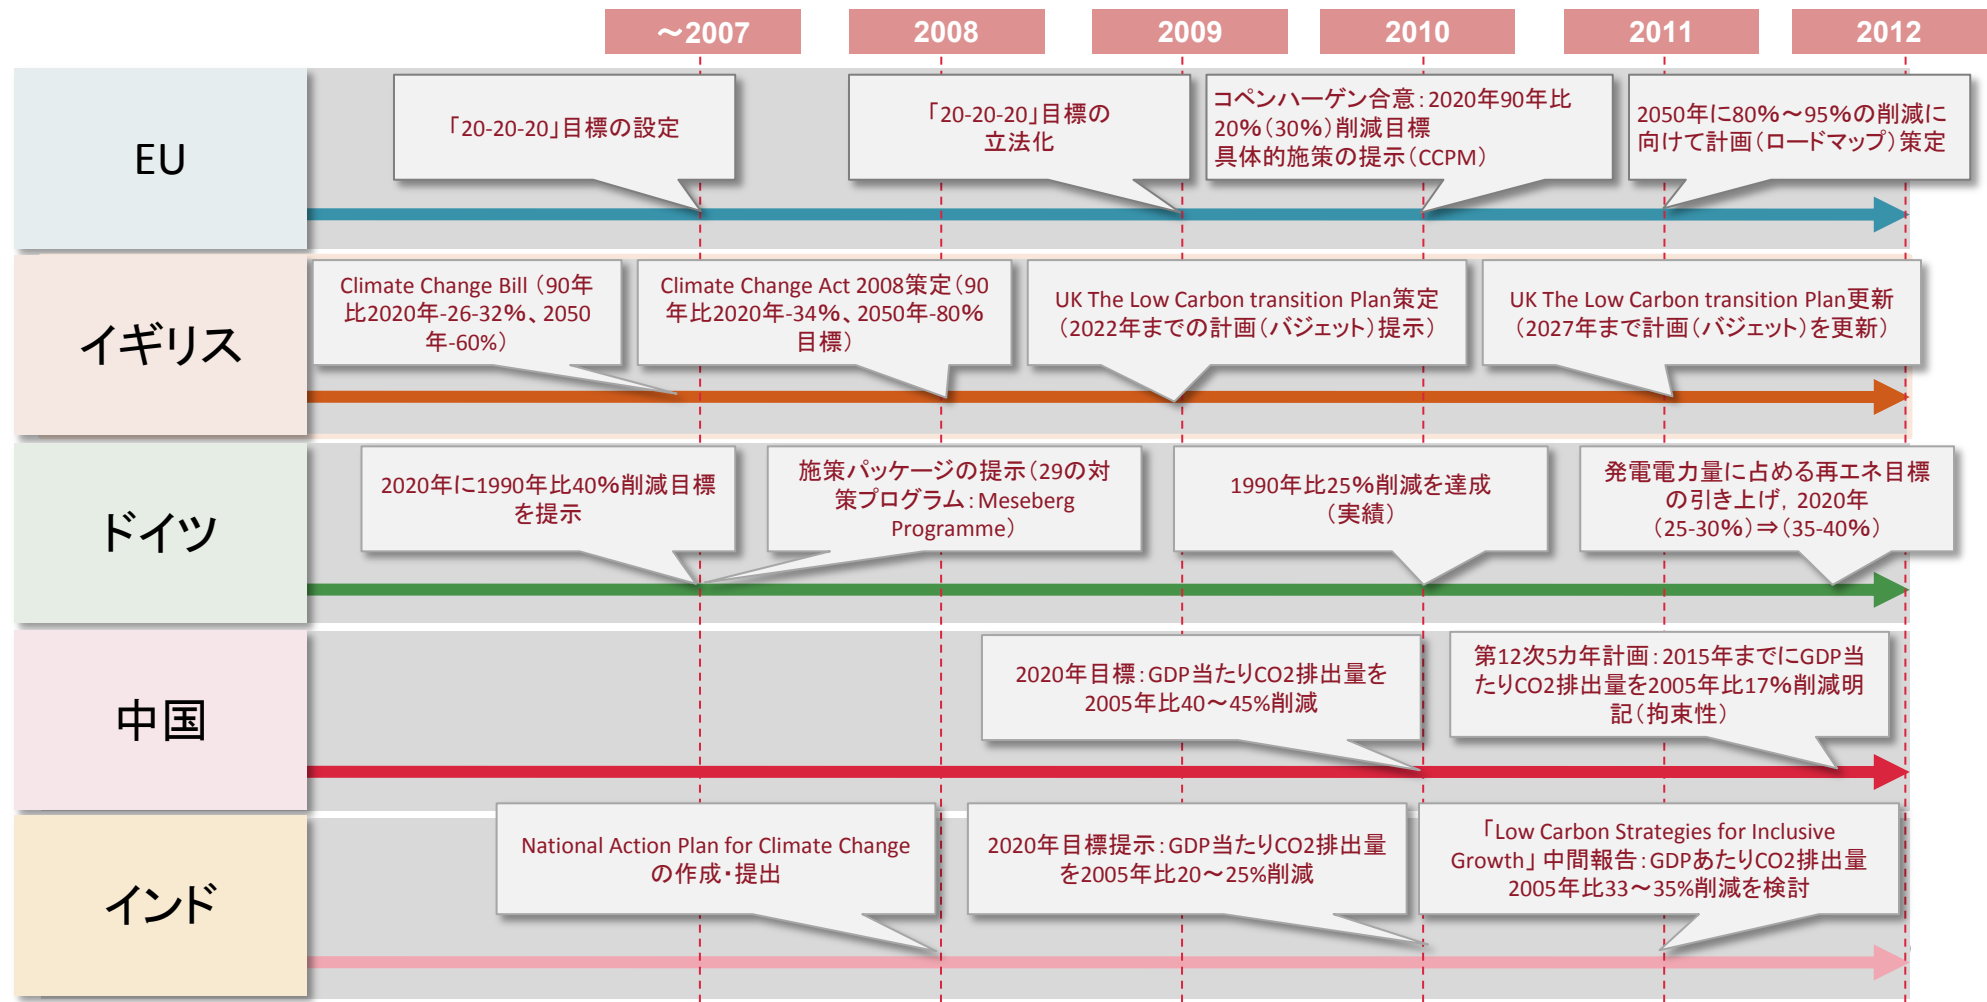 ～2007
2008
2009
2010
2011
2012
EU
「20-20-20」目標の設定
「20-20-20」目標の
立法化
コペンハーゲン合意：2020年90年比
20％（30％）削減目標
具体的施策の提示（CCPM）
2050年に80％～95％の削減に
向けて計画（ロードマップ）策定
イギリス
Climate Change Bill （90年
比2020年-26-32％、2050
年-60%）
Climate Change Act 2008策定（90
年比2020年-34％、2050年-80％
目標）
UK The Low Carbon transition Plan策定
（2022年までの計画（バジェット）提示）
UK The Low Carbon transition Plan更新
（2027年まで計画（バジェット）を更新）
ドイツ
2020年に1990年比40％削減目標
を提示
施策パッケージの提示（29の対
策プログラム：Meseberg
Programme）
1990年比25％削減を達成
（実績）
発電電力量に占める再エネ目標
の引き上げ，2020年
（25-30％）⇒（35-40％）
中国
2020年目標：GDP当たりCO2排出量を
2005年比40～45%削減
第12次5カ年計画：2015年までにGDP当
たりCO2排出量を2005年比17％削減明
記（拘束性）
インド
National Action Plan for Climate Change
の作成・提出
2020年目標提示：GDP当たりCO2排出量
を2005年比20～25%削減
「Low Carbon Strategies for Inclusive
Growth」 中間報告：GDPあたりCO2排出量
2005年比33～35%削減を検討